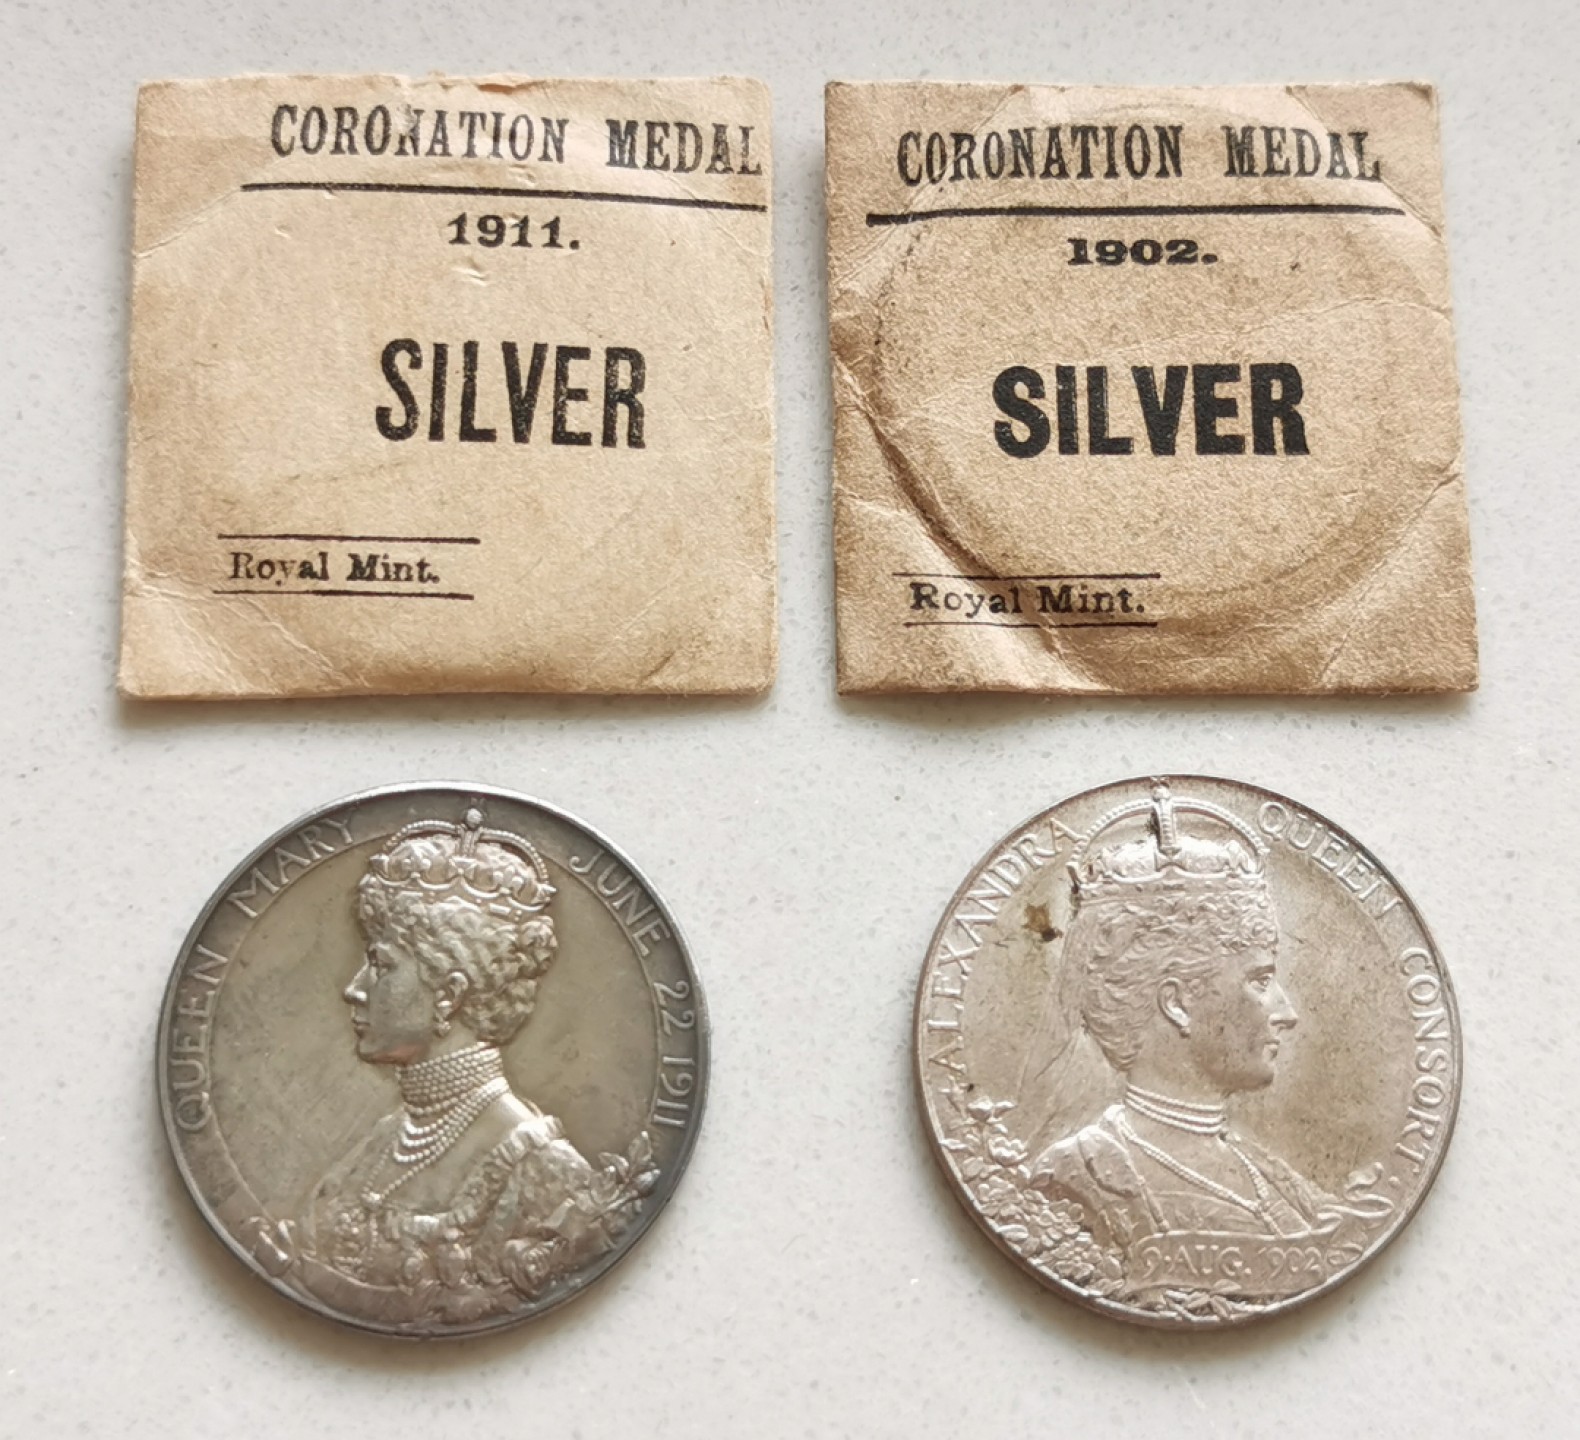 CORONATION MEDAL
1911.
SILVER
Royal Mint.
CORONATION MEDAL
1902.
SILVER
Royal Mint.
QUEEN MARY JUNE 22 1911
ALEXANDRA QUEEN CONSORT
9·AUG. 1902